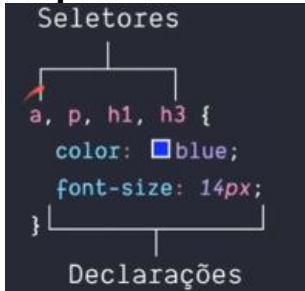 Seletores
a, p, h1, h3 {
color: blue;
font-size: 14px;
}
Declarações